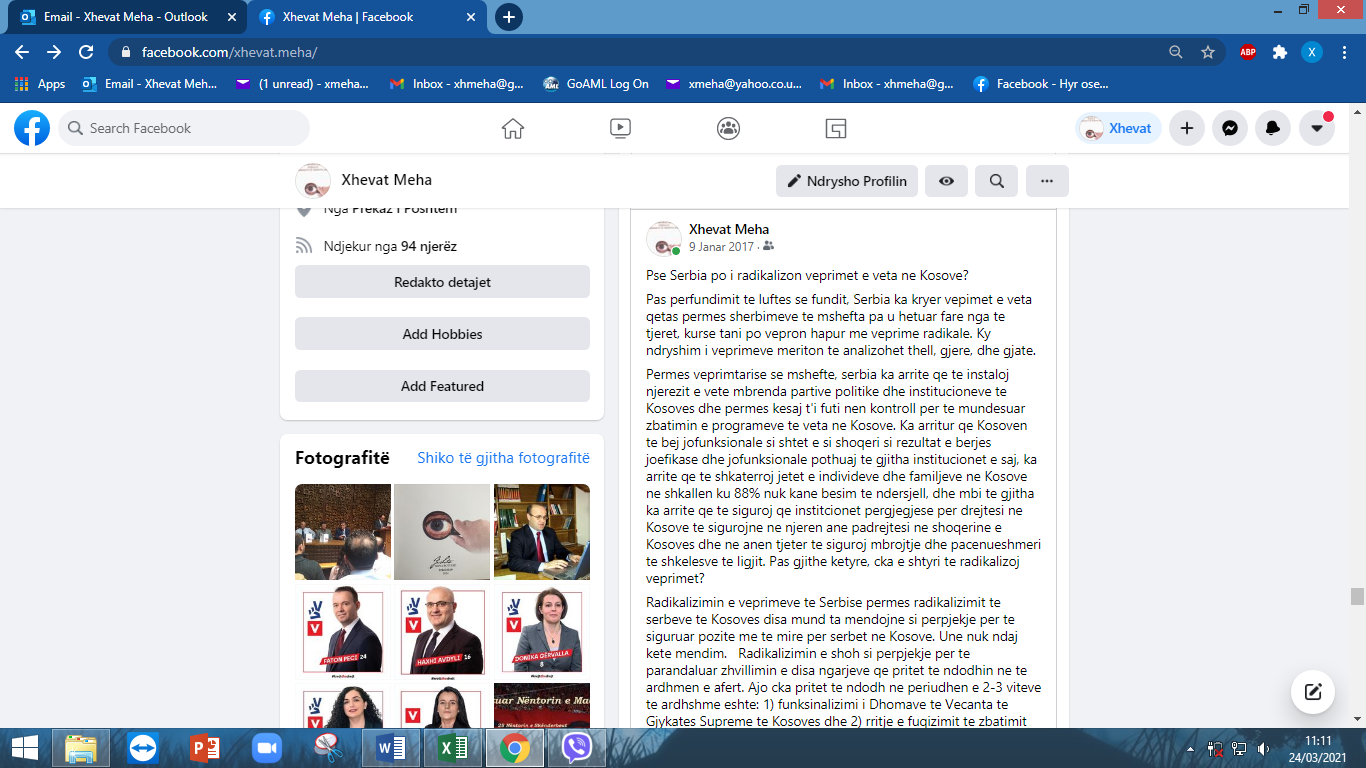 Email - Xhevat Meha - Outlook
Xhevat Meha | Facebook
facebook.com/xhevat.meha/
ABP
X
Apps
Email - Xhevat Meh...
(1 unread) - xmeha...
Inbox - xhmeha@g...
GoAML Log On
xmeha@yahoo.co.u...
Inbox - xhmeha@g...
Facebook - Hyr ose...
Search Facebook
Xhevat
Xhevat Meha
Ndrysho Profilin
Nga Prekaz i Poshtëm
Ndjekur nga 94 njerëz
Redakto detajet
Add Hobbies
Add Featured
Fotografitë
Shiko të gjitha fotografitë
FATON PECI 24
HAXHI AVDYLI 16
DONIKA GËRVALLA
8
uar Nëntorin e Mad
28 Nëntorin e Skënderbeut
Xhevat Meha
9 Janar 2017 ·
Pse Serbia po i radikalizon veprimet e veta ne Kosove?
Pas perfundimit te luftes se fundit, Serbia ka kryer vepimet e veta
qetas permes sherbimeve te mshefta pa u hetuar fare nga te
tjeret, kurse tani po vepron hapur me veprime radikale. Ky
ndryshim i veprimeve meriton te analizohet thell, gjere, dhe gjate.
Permes veprimtarise se mshefte, serbia ka arrite qe te instaloj
njerezit e vete mbrenda partive politike dhe institucioneve te
Kosoves dhe permes kesaj t'i futi nen kontroll per te mundesuar
zbatimin e programeve te veta ne Kosove. Ka arritur qe Kosoven
te bej jofunksionale si shtet e si shoqeri si rezultat e berjes
joefikase dhe jofunksionale pothuaj te gjitha institucionet e saj, ka
arrite qe te shkaterroj jetet e individeve dhe familjeve ne Kosove
ne shkallen ku 88% nuk kane besim te ndersjell, dhe mbi te gjitha
ka arrite qe te siguroj qe institcionet pergjegjese per drejtesi ne
Kosove te sigurojne ne njeren ane padrejtesi ne shoqerine e
Kosoves dhe ne anen tjeter te siguroj mbrojtje dhe pacenueshmeri
te shkelesve te ligjit. Pas gjithe ketyre, cka e shtyri te radikalizoj
veprimet?
Radikalizimin e veprimeve te Serbise permes radikalizimit te
serbeve te Kosoves disa mund ta mendojne si perpjekje per te
siguruar pozite me te mire per serbet ne Kosove. Une nuk ndaj
kete mendim. Radikalizimin e shoh si perpjekje per te
parandaluar zhvillimin e disa ngarjeve qe pritet te ndodhin ne te
ardhmen e afert. Ajo cka pritet te ndodh ne periudhen e 2-3 viteve
te ardhshme eshte: 1) funksinalizimi i Dhomave te Vecanta te
Gjykates Supreme te Kosoves dhe 2) rritje e fuqizimit te zbatimit
11:11
24/03/2021